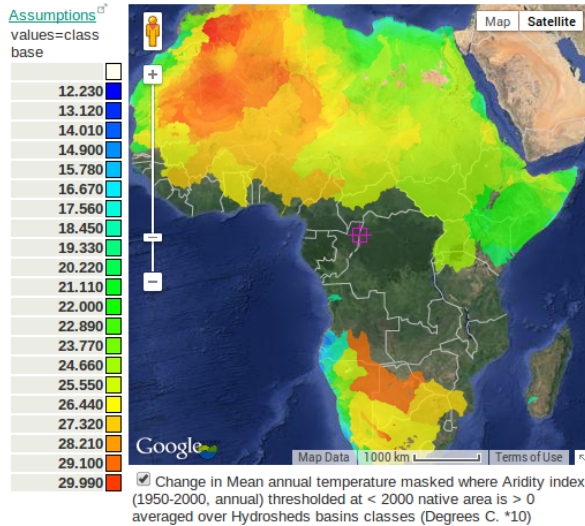 Assumptions
values=class
base
12.230
13.120
14.010
14.900
15.780
16.670
17.560
18.450
19.330
20.220
21.110
22.000
22.890
23.770
24.660
25.550
26.440
27.320
28.210
29.100
29.990
Map Satellite
Google
Map Data 1000 km Terms of Use
Change in Mean annual temperature masked where Aridity index
(1950-2000, annual) thresholded at < 2000 native area is > 0
averaged over Hydrosheds basins classes (Degrees C. *10)